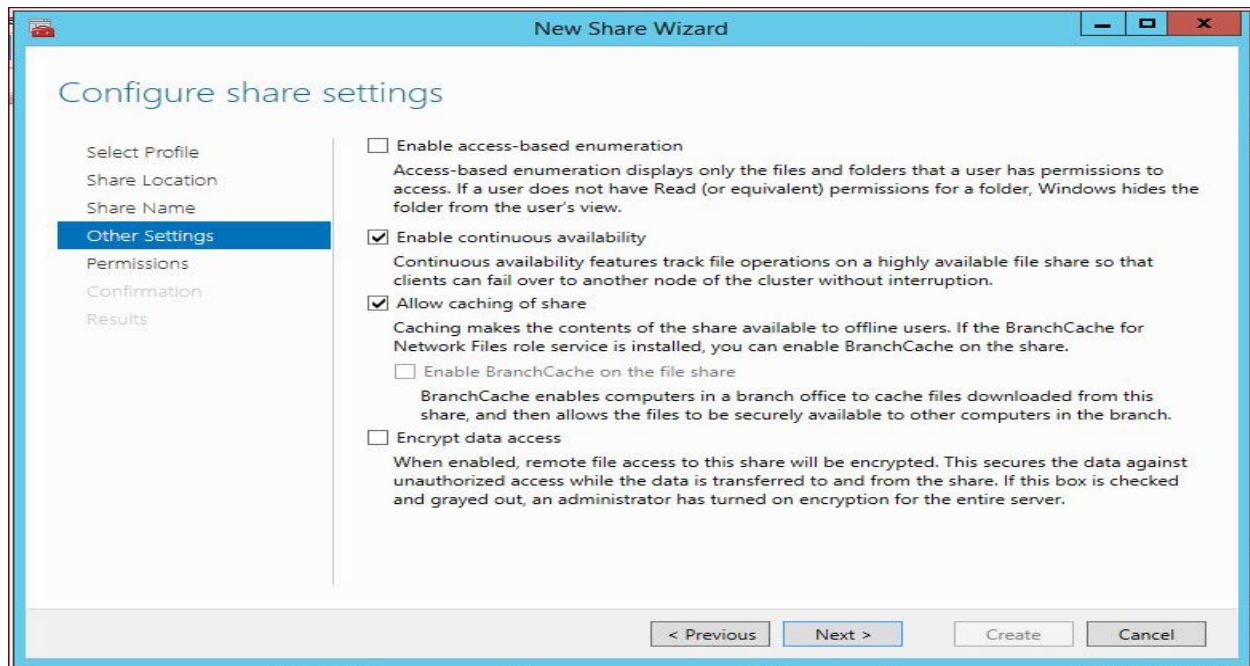 New Share Wizard
Configure share settings
Select Profile
Share Location
Share Name
Other Settings
Permissions
Confirmation
Results
Enable access-based enumeration
Access-based enumeration displays only the files and folders that a user has permissions to
access. If a user does not have Read (or equivalent) permissions for a folder, Windows hides the
folder from the user's view.
Enable continuous availability
Continuous availability features track file operations on a highly available file share so that
clients can fail over to another node of the cluster without interruption.
Allow caching of share
Caching makes the contents of the share available to offline users. If the BranchCache for
Network Files role service is installed, you can enable BranchCache on the share.
Enable BranchCache on the file share
BranchCache enables computers in a branch office to cache files downloaded from this
share, and then allows the files to be securely available to other computers in the branch.
Encrypt data access
When enabled, remote file access to this share will be encrypted. This secures the data against
unauthorized access while the data is transferred to and from the share. If this box is checked
and grayed out, an administrator has turned on encryption for the entire server.
< Previous Next > Create Cancel